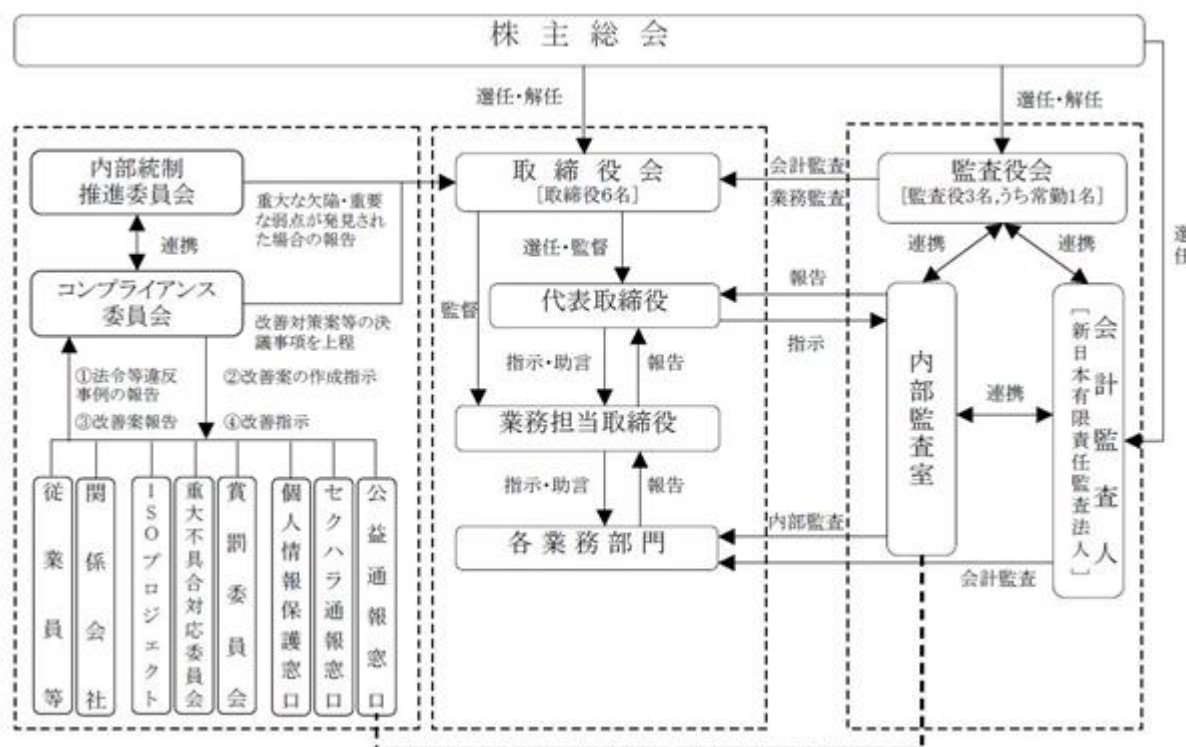 株主総会
選任・解任
選任・解任
選
任
内部統制
推進委員会
重大な欠陥・重要
な弱点が発見され
た場合の報告
連携
コンプライアンス
委員会
改善対策案等の決
議事項を上程
①法令等違反
事例の報告
②改善案の作成指示
③改善案報告
④改善指示
従業員等
関係会社
ISOプロジェクト
重大不具合対応委員会
賞罰委員会
個人情報保護窓口
セクハラ通報窓口
公益通報窓口
取締役会
[取締役6名]
選任・監督
監督
代表取締役
指示・助言
報告
業務担当取締役
指示・助言
報告
各業務部門
会計監査
業務監査
監査役会
[監査役3名,うち常勤1名]
連携
連携
報告
指示
内部監査室
連携
会計監査人
[新日本有限責任監査法人]
内部監査
会計監査